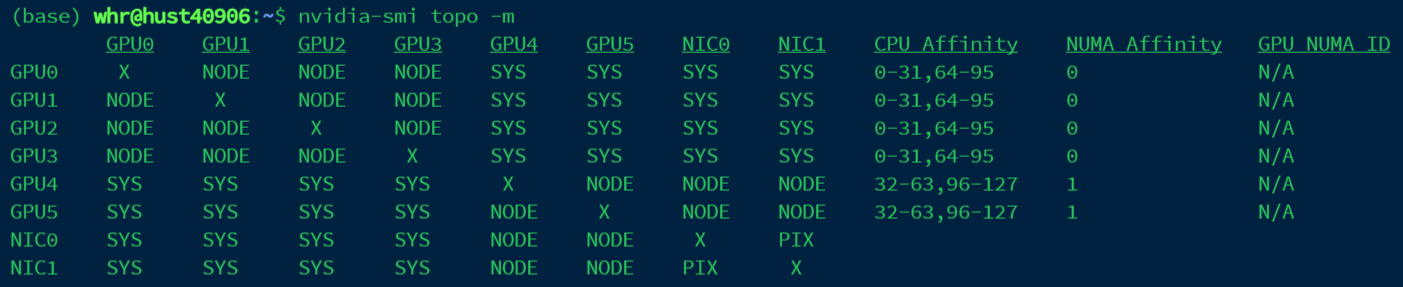 (base) whr@hust40906:~$ nvidia-smi topo -m
GPU0 GPU1 GPU2 GPU3 GPU4 GPU5 NIC0 NIC1 CPU Affinity NUMA Affinity GPU NUMA ID
GPU0 X NODE NODE NODE SYS SYS SYS SYS 0-31,64-95 0 N/A
GPU1 NODE X NODE NODE SYS SYS SYS SYS 0-31,64-95 0 N/A
GPU2 NODE NODE X NODE SYS SYS SYS SYS 0-31,64-95 0 N/A
GPU3 NODE NODE NODE X SYS SYS SYS SYS 0-31,64-95 0 N/A
GPU4 SYS SYS SYS SYS X NODE NODE NODE 32-63,96-127 1 N/A
GPU5 SYS SYS SYS SYS NODE X NODE NODE 32-63,96-127 1 N/A
NIC0 SYS SYS SYS SYS NODE NODE X PIX
NIC1 SYS SYS SYS SYS NODE NODE PIX X